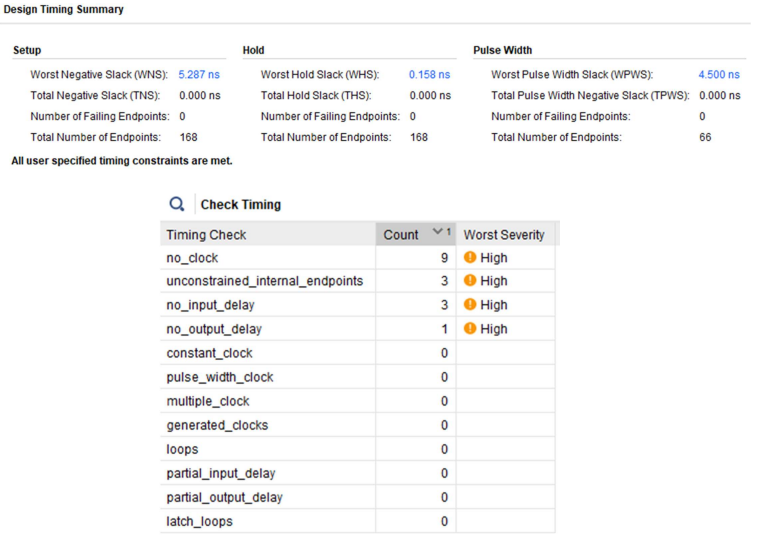 Design Timing Summary
Setup Hold Pulse Width
Worst Negative Slack (WNS): 5.287 ns Worst Hold Slack (WHS): 0.158 ns Worst Pulse Width Slack (WPWS): 4.500 ns
Total Negative Slack (TNS): 0.000 ns Total Hold Slack (THS): 0.000 ns Total Pulse Width Negative Slack (TPWS): 0.000 ns
Number of Failing Endpoints: 0 Number of Failing Endpoints: 0 Number of Failing Endpoints: 0
Total Number of Endpoints: 168 Total Number of Endpoints: 168 Total Number of Endpoints: 66
All user specified timing constraints are met.
Check Timing
Timing Check Count 1 Worst Severity
no_clock 9 High
unconstrained_internal_endpoints 3 High
no_input_delay 3 High
no_output_delay 1 High
constant_clock 0
pulse_width_clock 0
multiple_clock 0
generated_clocks 0
loops 0
partial_input_delay 0
partial_output_delay 0
latch_loops 0